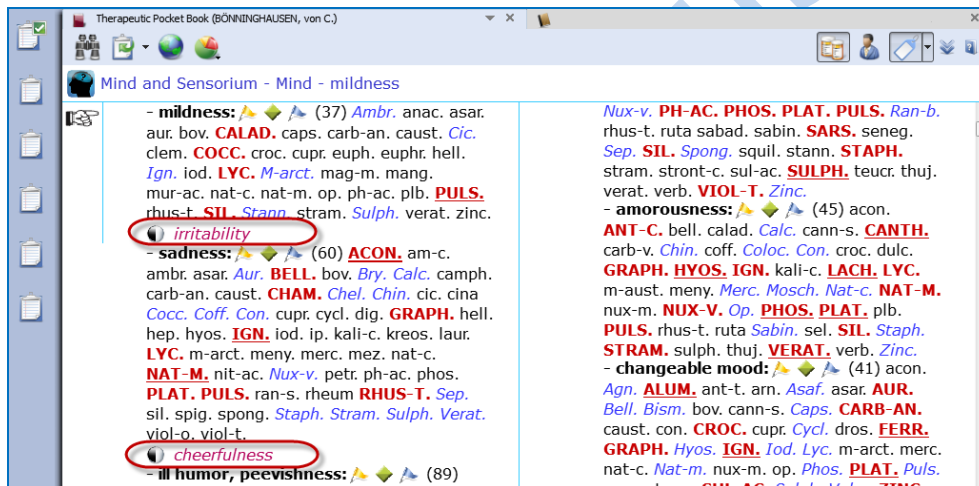 Therapeutic Pocket Book (BÖNNINGHAUSEN, von C.)
Mind and Sensorium - Mind - mildness
- mildness: (37) Ambr. anac. asar.
aur. bov. CALAD. caps. carb-an. caust. Cic.
clem. COCC. croc. cupr. euph. euphr. hell.
Ign. iod. LYC. M-arct. mag-m. mang.
mur-ac. nat-c. nat-m. op. ph-ac. plb. PULS.
rhus-t. SIL. Stann. stram. Sulph. verat. zinc.
irritability
- sadness: (60) ACON. am-c.
ambr. asar. Aur. BELL. bov. Bry. Calc. camph.
carb-an. caust. CHAM. Chel. Chin. cic. cina
Cocc. Coff. Con. cupr. cycl. dig. GRAPH. hell.
hep. hyos. IGN. iod. ip. kali-c. kreos. laur.
LYC. m-arct. meny. merc. mez. nat-c.
NAT-M. nit-ac. Nux-v. petr. ph-ac. phos.
PLAT. PULS. ran-s. rheum RHUS-T. Sep.
sil. spig. spong. Staph. Stram. Sulph. Verat.
viol-o. viol-t.
cheerfulness
- ill humor, peevishness: (89)
Nux-v. PH-AC. PHOS. PLAT. PULS. Ran-b.
rhus-t. ruta sabad. sabin. SARS. seneg.
Sep. SIL. Spong. squil. stann. STAPH.
stram. stront-c. sul-ac. SULPH. teucr. thuj.
verat. verb. VIOL-T. Zinc.
- amorousness: (45) acon.
ANT-C. bell. calad. Calc. cann-s. CANTH.
carb-v. Chin. coff. Coloc. Con. croc. dulc.
GRAPH. HYOS. IGN. kali-c. LACH. LYC.
m-aust. meny. Merc. Mosch. Nat-c. NAT-M.
nux-m. NUX-V. Op. PHOS. PLAT. plb.
PULS. rhus-t. ruta Sabin. sel. SIL. Staph.
STRAM. sulph. thuj. VERAT. verb. Zinc.
- changeable mood: (41) acon.
Agn. ALUM. ant-t. arn. Asaf. asar. AUR.
Bell. Bism. bov. cann-s. Caps. CARB-AN.
caust. con. CROC. cupr. Cycl. dros. FERR.
GRAPH. Hyos. IGN. Iod. Lyc. m-arct. merc.
nat-c. Nat-m. nux-m. op. Phos. PLAT. Puls.